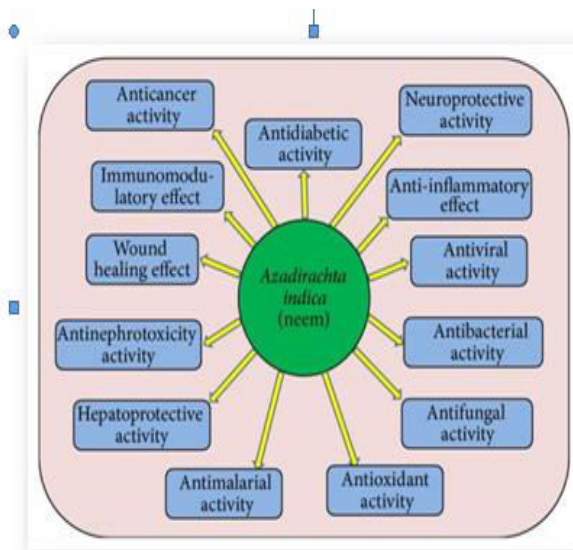 Anticancer
activity
Antidiabetic
activity
Neuroprotective
activity
Immunomodu-
latory effect
Anti-inflammatory
effect
Wound
healing effect
Azadirachta
indica
(neem)
Antiviral
activity
Antinephrotoxicity
activity
Antibacterial
activity
Hepatoprotective
activity
Antifungal
activity
Antimalarial
activity
Antioxidant
activity